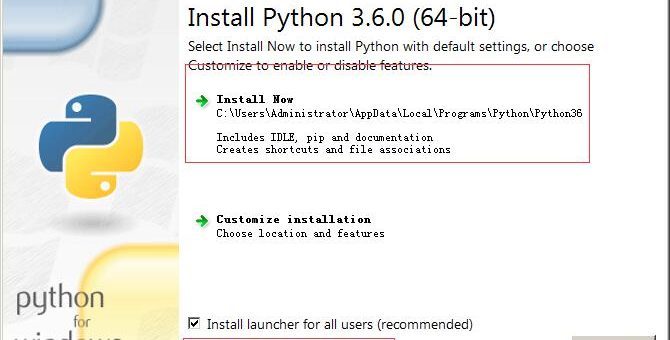 Install Python 3.6.0 (64-bit)
Select Install Now to install Python with default settings, or choose
Customize to enable or disable features.
Install Now
C:\Users\Administrator\AppData\Local\Programs\Python\Python36
Includes IDLE, pip and documentation
Creates shortcuts and file associations
Customize installation
Choose location and features
python
for
windows
Install launcher for all users (recommended)